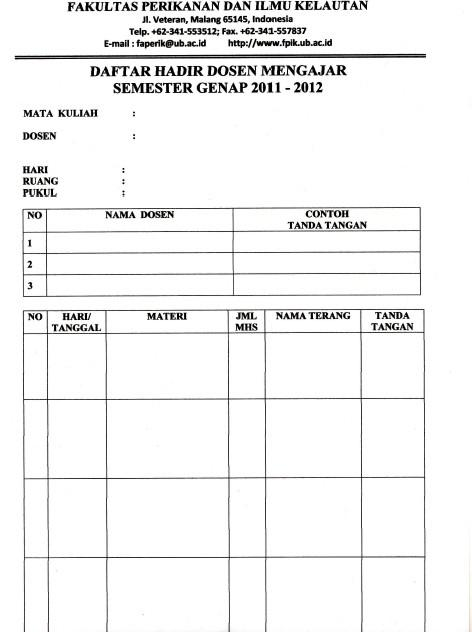 FAKULTAS PERIKANAN DAN ILMU KELAUTAN
Jl. Veteran, Malang 65145, Indonesia
Telp. +62-341-553512; Fax. +62-341-557837
E-mail : faperik@ub.ac.id http://www.fpik.ub.ac.id
DAFTAR HADIR DOSEN MENGAJAR
SEMESTER GENAP 2011 - 2012
MATA KULIAH :
DOSEN :
HARI :
RUANG :
PUKUL :
NO NAMA DOSEN CONTOH
TANDA TANGAN
1
2
3
NO HARI/ MATERI JML NAMA TERANG TANDA
TANGGAL MHS TANGAN